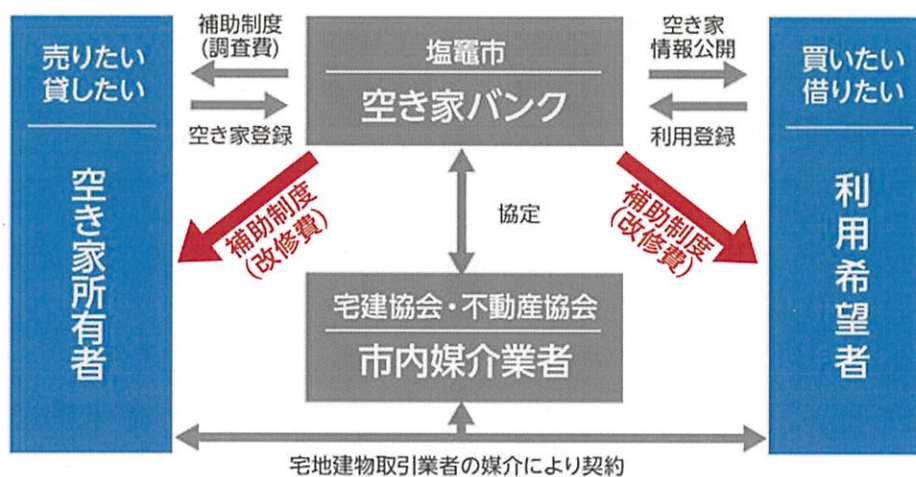 売りたい
貸したい
空き家所有者
補助制度
(調査費)
空き家登録
塩竈市
空き家バンク
空き家
情報公開
利用登録
買いたい
借りたい
利用希望者
補助制度
(改修費)
協定
補助制度
(改修費)
宅建協会・不動産協会
市内媒介業者
宅地建物取引業者の媒介により契約